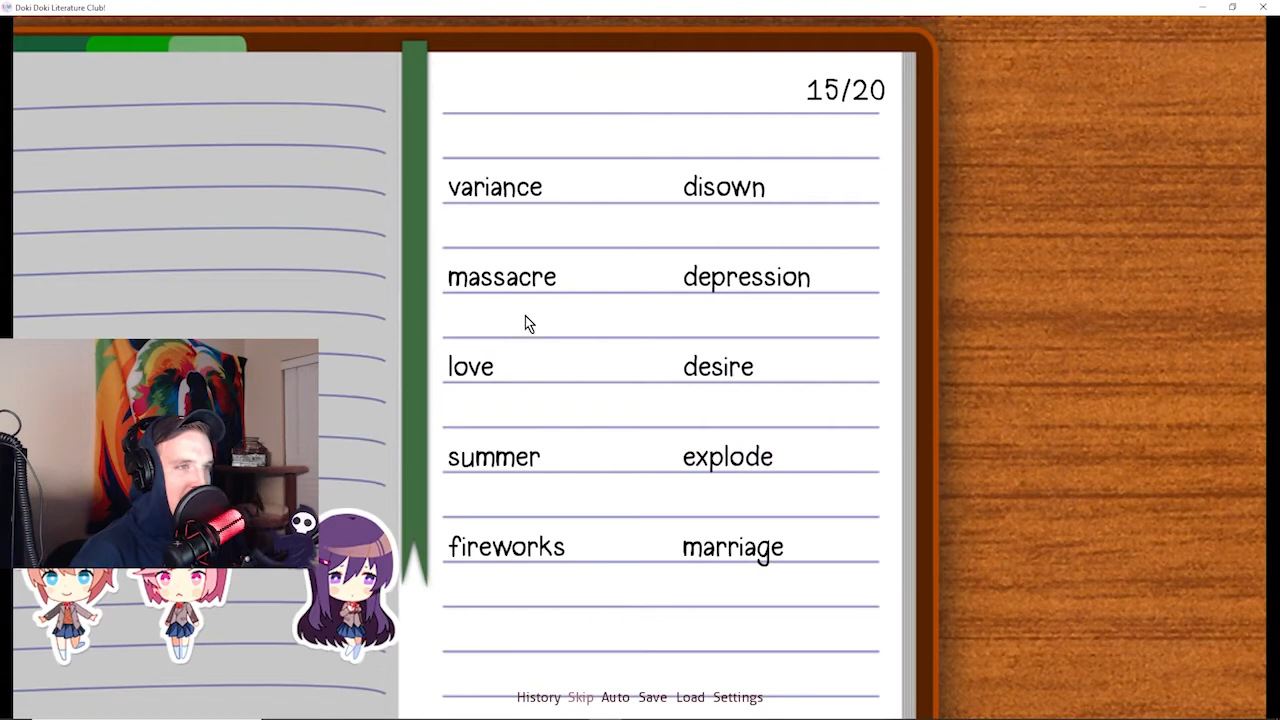 Doki Doki Literature Club!
15/20
variance disown
massacre depression
love desire
summer explode
fireworks marriage
History Skip Auto Save Load Settings